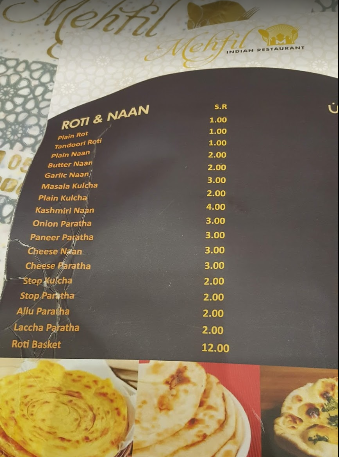 Mehfil
Mehfil
INDIAN RESTAURANT
ROTI & NAAN S.R
Plain Rot 1.00
Tandoori Roti 1.00
Plain Naan 1.00
Butter Naan 2.00
Garlic Naan 2.00
Masala Kulcha 3.00
Plain Kulcha 2.00
Kashmiri Naan 4.00
Onion Paratha 3.00
Paneer Paratha 3.00
Cheese Naan 3.00
Cheese Paratha 3.00
Stop Kulcha 2.00
Stop Paratha 2.00
Allu Paratha 2.00
Laccha Paratha 2.00
Roti Basket 12.00